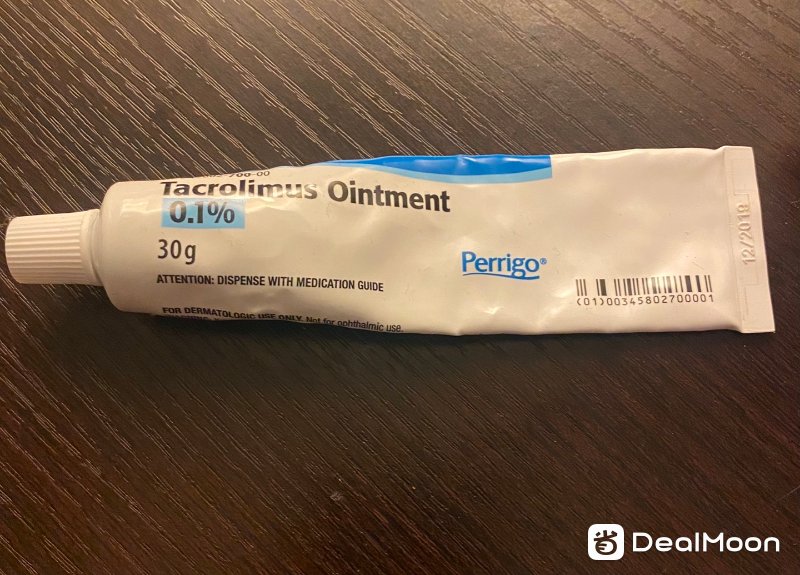 Tacrolimus Ointment
0.1%
30g
ATTENTION: DISPENSE WITH MEDICATION GUIDE
FOR DERMATOLOGIC USE ONLY. Not for ophthalmic use.
Perrigo®
(01)00345802700001
12/2019
省 DealMoon